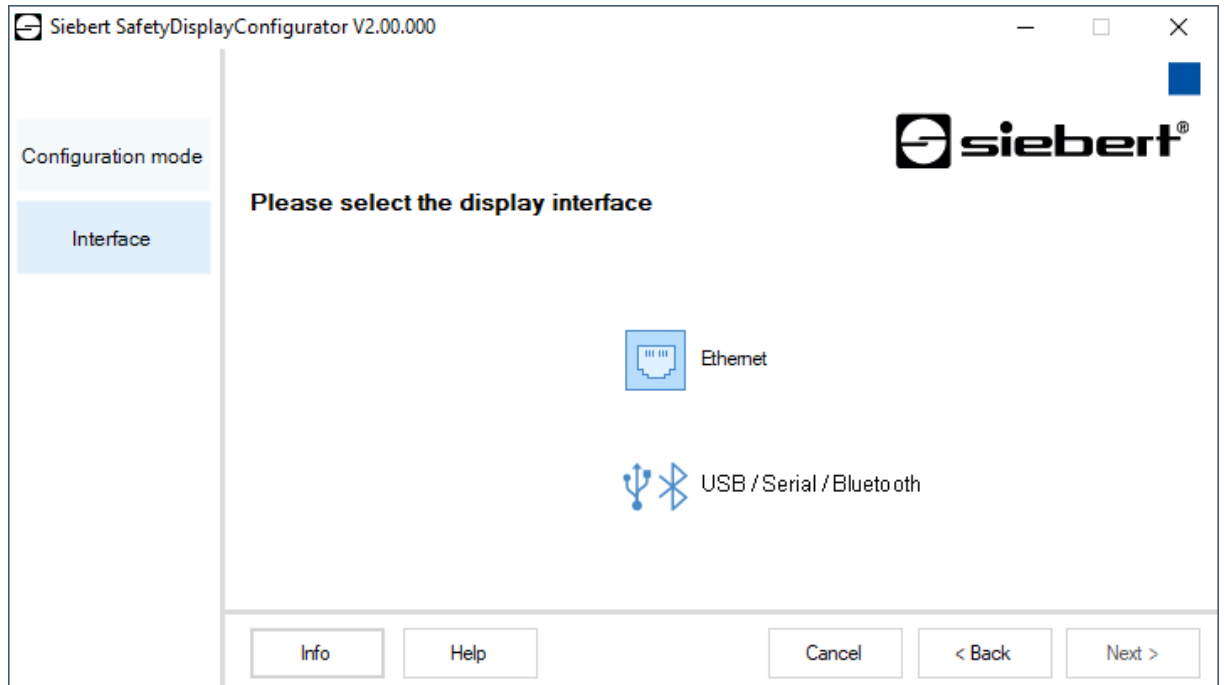 Siebert SafetyDisplayConfigurator V2.00.000
siebert®
Configuration mode
Interface
Please select the display interface
Ethernet
USB / Serial / Bluetooth
Info
Help
Cancel
< Back
Next >